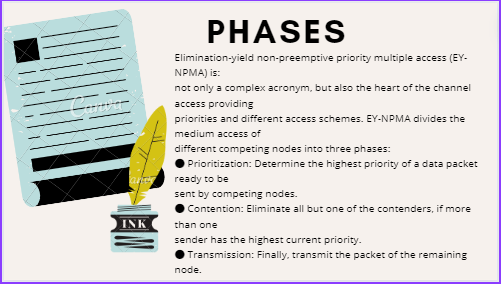 PHASES
Elimination-yield non-preemptive priority multiple access (EY-
NPMA) is:
not only a complex acronym, but also the heart of the channel
access providing
priorities and different access schemes. EY-NPMA divides the
medium access of
different competing nodes into three phases:
● Prioritization: Determine the highest priority of a data packet
ready to be
sent by competing nodes.
● Contention: Eliminate all but one of the contenders, if more
than one
sender has the highest current priority.
● Transmission: Finally, transmit the packet of the remaining
node.
Canva
INK